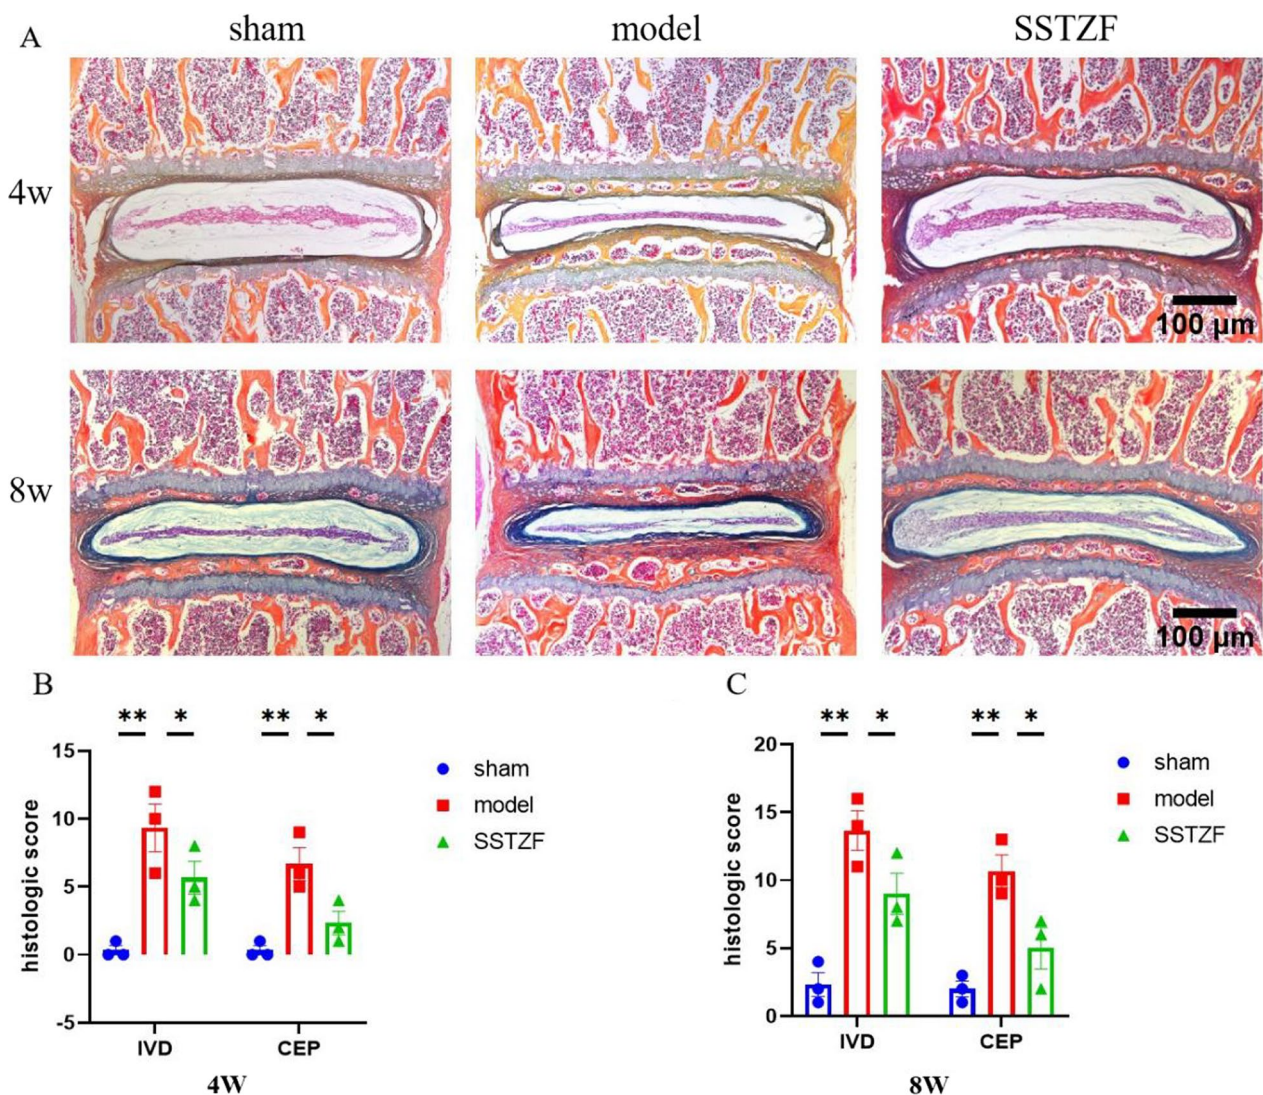 A
sham
model
SSTZF
4w
100 µm
8w
100 µm
B
C
** * ** *
** * ** *
15
10
5
0
-5
histologic score
IVD
CEP
4W
sham
model
SSTZF
20
15
10
5
0
histologic score
IVD
CEP
8W
sham
model
SSTZF